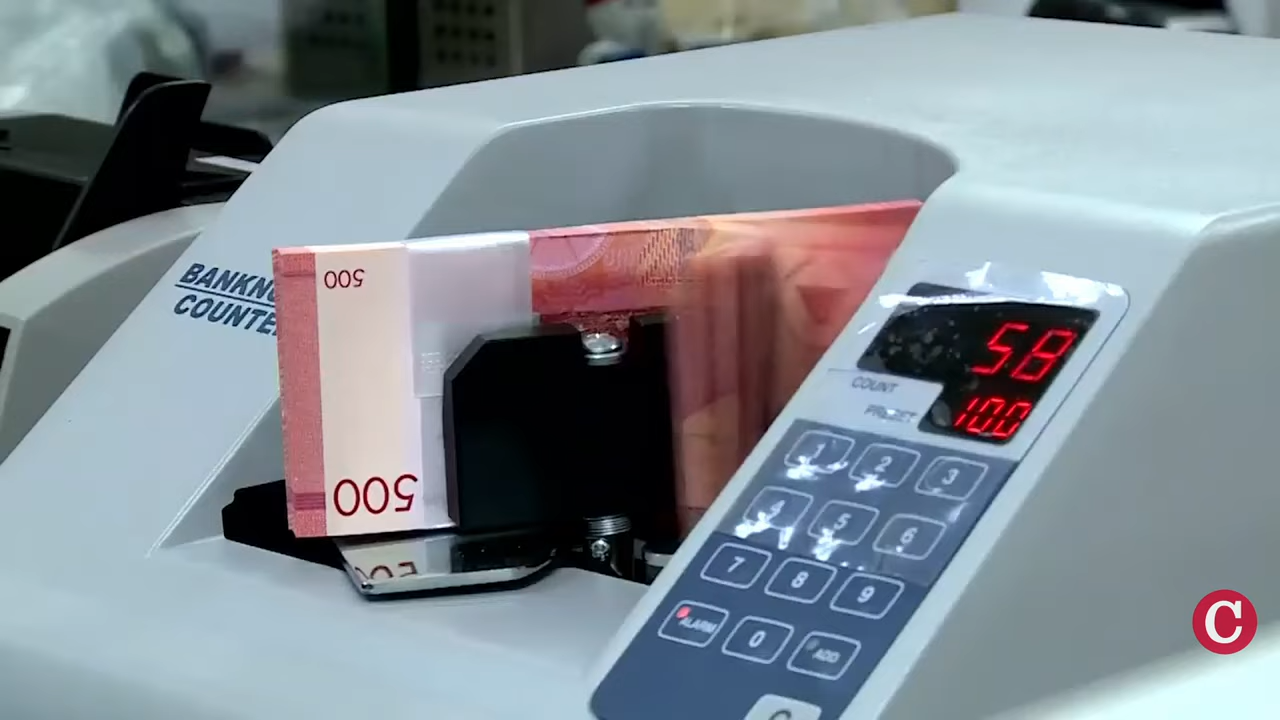 BANKN
COUNTE
500
500
58
100
COUNT
PRESET
1 2 3
4 5 6
7 8 9
ALARM 0 ADD
C
C